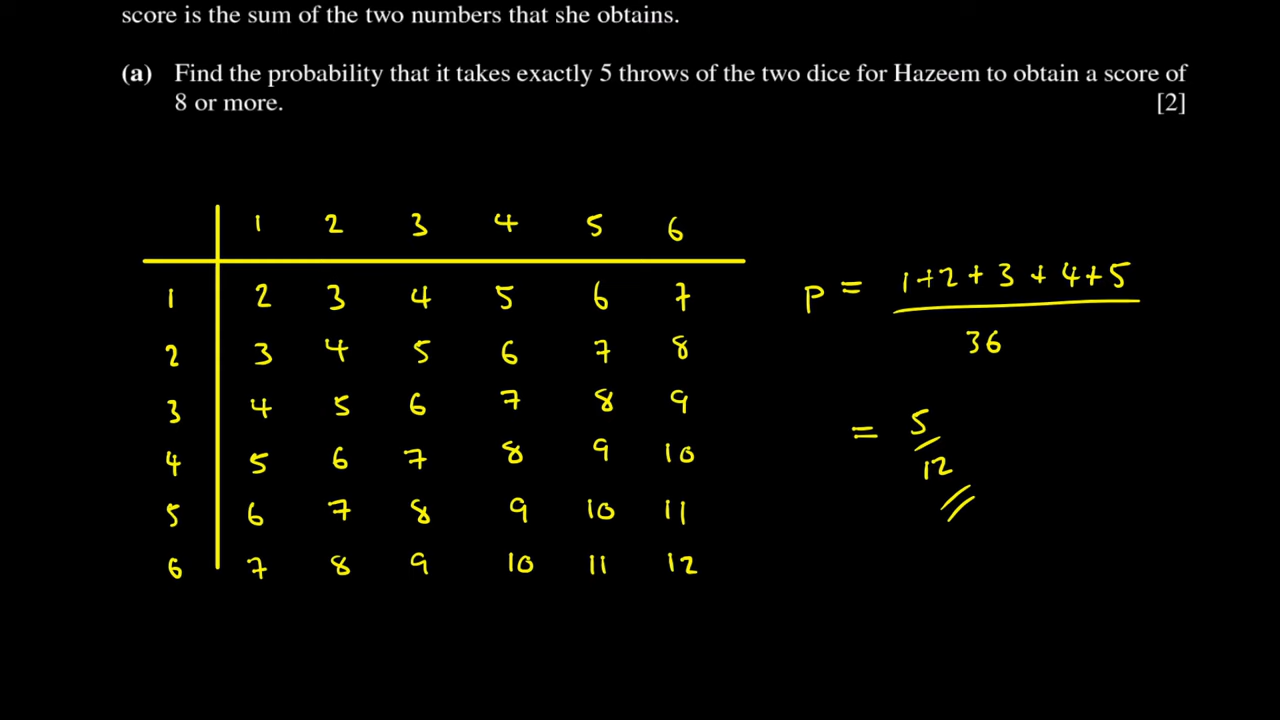 score is the sum of the two numbers that she obtains.
(a) Find the probability that it takes exactly 5 throws of the two dice for Hazeem to obtain a score of
8 or more. [2]
1 2 3 4 5 6
1 2 3 4 5 6 7
2 3 4 5 6 7 8
3 4 5 6 7 8 9
4 5 6 7 8 9 10
5 6 7 8 9 10 11
6 7 8 9 10 11 12
P = 1+2+3+4+5
36
= 5
12